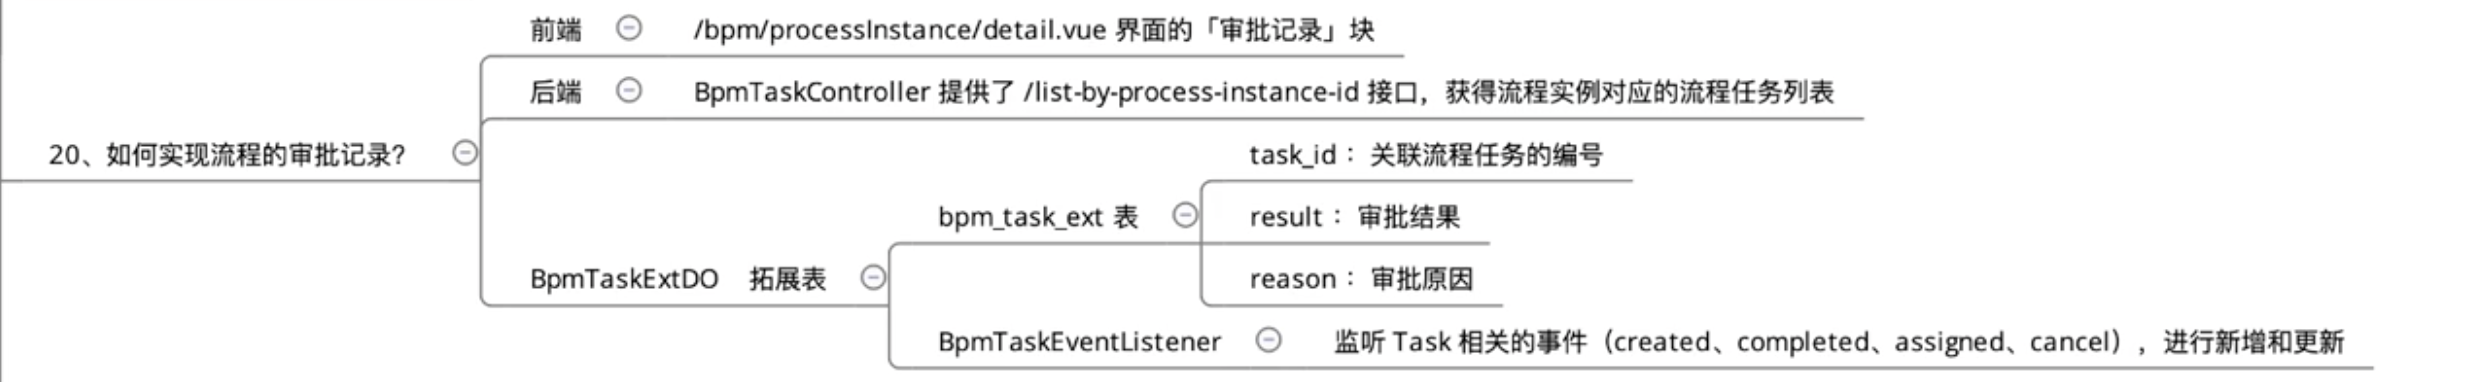 前端
/bpm/processInstance/detail.vue 界面的「审批记录」块
后端
BpmTaskController 提供了 /list-by-process-instance-id 接口，获得流程实例对应的流程任务列表
20、如何实现流程的审批记录？
task_id： 关联流程任务的编号
bpm_task_ext 表
result： 审批结果
BpmTaskExtDO 拓展表
reason： 审批原因
BpmTaskEventListener
监听 Task 相关的事件（created、completed、assigned、cancel），进行新增和更新